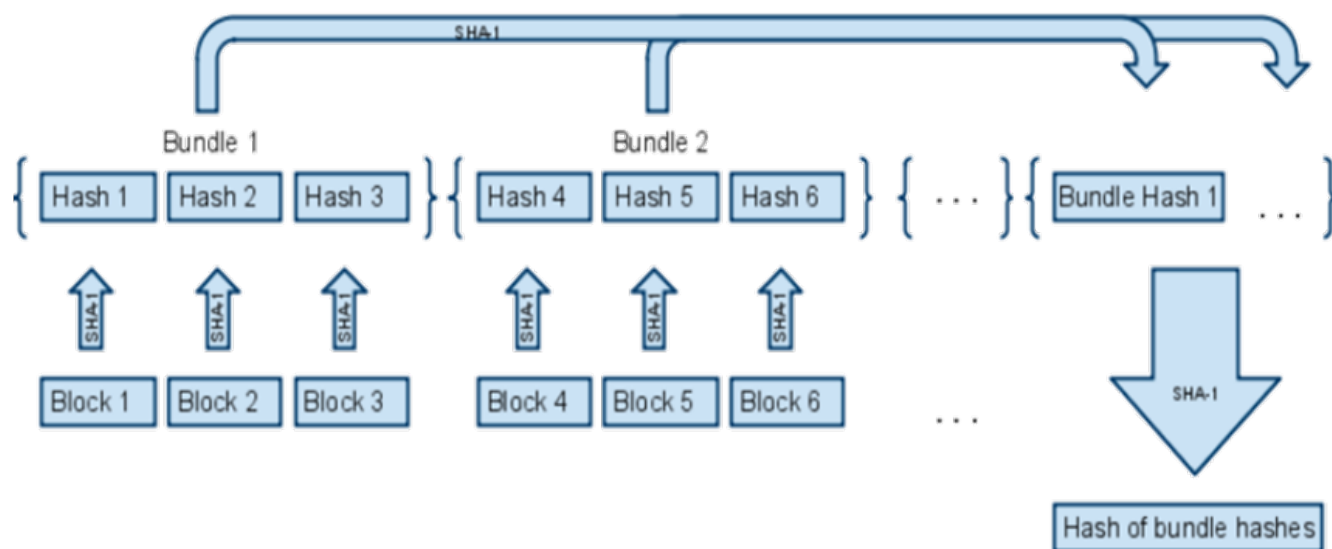 SHA-1
Bundle 1 Bundle 2
{ Hash 1 Hash 2 Hash 3 } { Hash 4 Hash 5 Hash 6 } { ... } { Bundle Hash 1 ... }
SHA-1 SHA-1 SHA-1 SHA-1 SHA-1 SHA-1
Block 1 Block 2 Block 3 Block 4 Block 5 Block 6 ...
SHA-1
Hash of bundle hashes